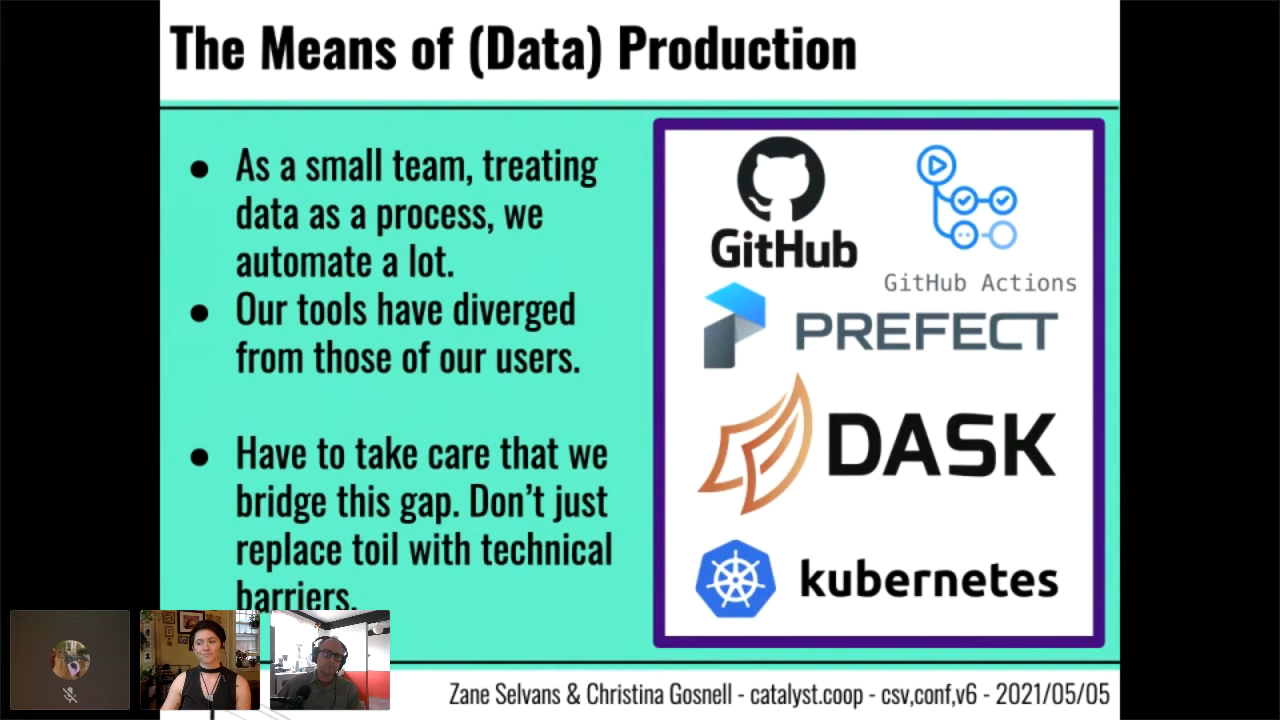 The Means of (Data) Production
● As a small team, treating
data as a process, we
automate a lot.
● Our tools have diverged
from those of our users.
● Have to take care that we
bridge this gap. Don’t just
replace toil with technical
barriers.
GitHub
GitHub Actions
PREFECT
DASK
kubernetes
Zane Selvans & Christina Gosnell - catalyst.coop - csv,conf,v6 - 2021/05/05